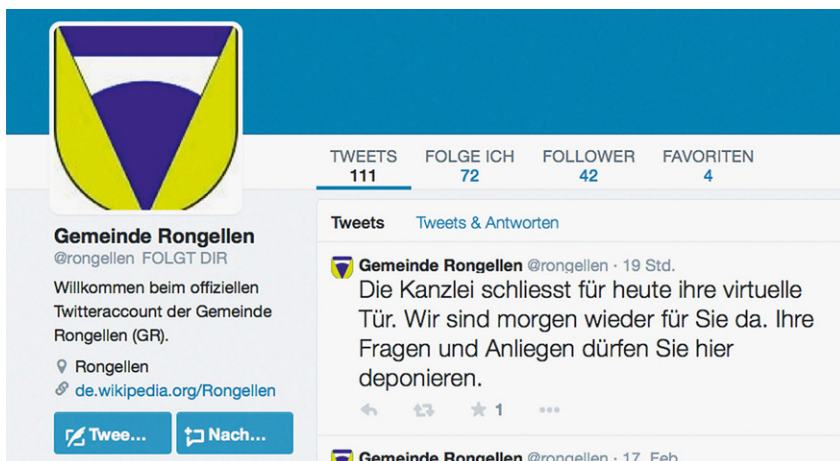 TWEETS FOLGE ICH FOLLOWER FAVORITEN
111 72 42 4
Gemeinde Rongellen
@rongellen FOLGT DIR
Willkommen beim offiziellen
Twitteraccount der Gemeinde
Rongellen (GR).
Rongellen
de.wikipedia.org/Rongellen
Twee... Nach...
Tweets Tweets & Antworten
Gemeinde Rongellen @rongellen · 19 Std.
Die Kanzlei schliesst für heute ihre virtuelle
Tür. Wir sind morgen wieder für Sie da. Ihre
Fragen und Anliegen dürfen Sie hier
deponieren.
1
Gemeinde Rongellen @rongellen · 17. Feb